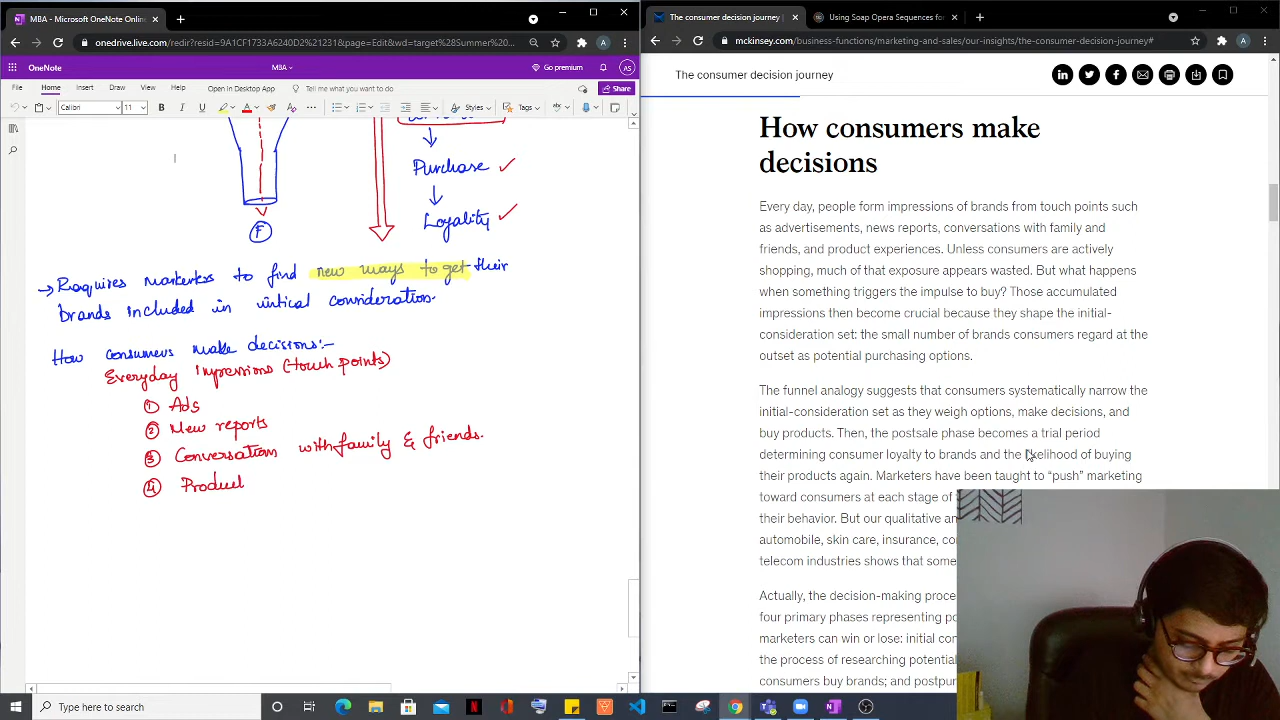 MBA — Microsoft OneNote Online
onedrive.live.com/redir?resid=9A1CF1733A6240D2%21231&page=Edit&wd=target%28Summer%2...
OneNote
MBA
Go premium
AS
File
Home
Insert
Draw
View
Help
Open in Desktop App
Tell me what you want to do
Share
Calibri
11
B
I
U
A
Styles
Tags
Purchase ✓
Loyality ✓
F
→ Requires marketers to find new ways to get their
brands included in initical consideration.
How consumers make decisions:-
Everyday impressions (touch points)
① Ads
② New reports
③ Conversations with family & friends.
④ Product
The consumer decision journey
Using Soap Opera Sequences for
mckinsey.com/business-functions/marketing-and-sales/our-insights/the-consumer-decision-journey#
The consumer decision journey
How consumers make
decisions
Every day, people form impressions of brands from touch points such
as advertisements, news reports, conversations with family and
friends, and product experiences. Unless consumers are actively
shopping, much of that exposure appears wasted. But what happens
when something triggers the impulse to buy? Those accumulated
impressions then become crucial because they shape the initial-
consideration set: the small number of brands consumers regard at the
outset as potential purchasing options.
The funnel analogy suggests that consumers systematically narrow the
initial-consideration set as they weigh options, make decisions, and
buy products. Then, the postsale phase becomes a trial period
determining consumer loyalty to brands and the likelihood of buying
their products again. Marketers have been taught to “push” marketing
toward consumers at each stage of
their behavior. But our qualitative an
automobile, skin care, insurance, co
telecom industries shows that some
Actually, the decision-making proce
four primary phases representing po
marketers can win or lose: initial con
the process of researching potential
consumers buy brands; and postpur
Type here to search